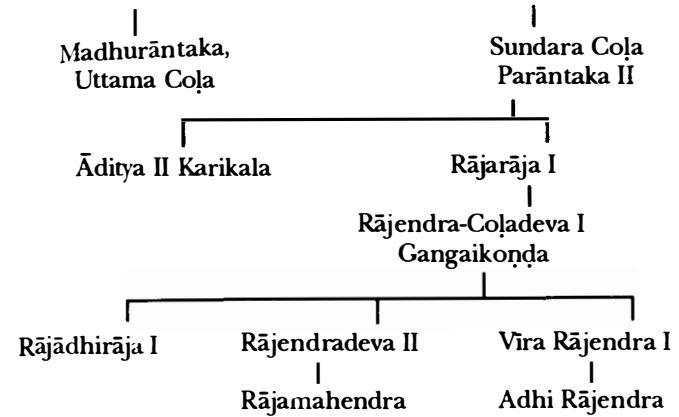 Madhurāntaka,
Uttama Coḷa
Sundara Coḷa
Parāntaka II
Āditya II Karikala
Rājarāja I
Rājendra-Coḷadeva I
Gangaikoṇḍa
Rājādhirāja I
Rājendradeva II
Vīra Rājendra I
Rājamahendra
Adhi Rājendra